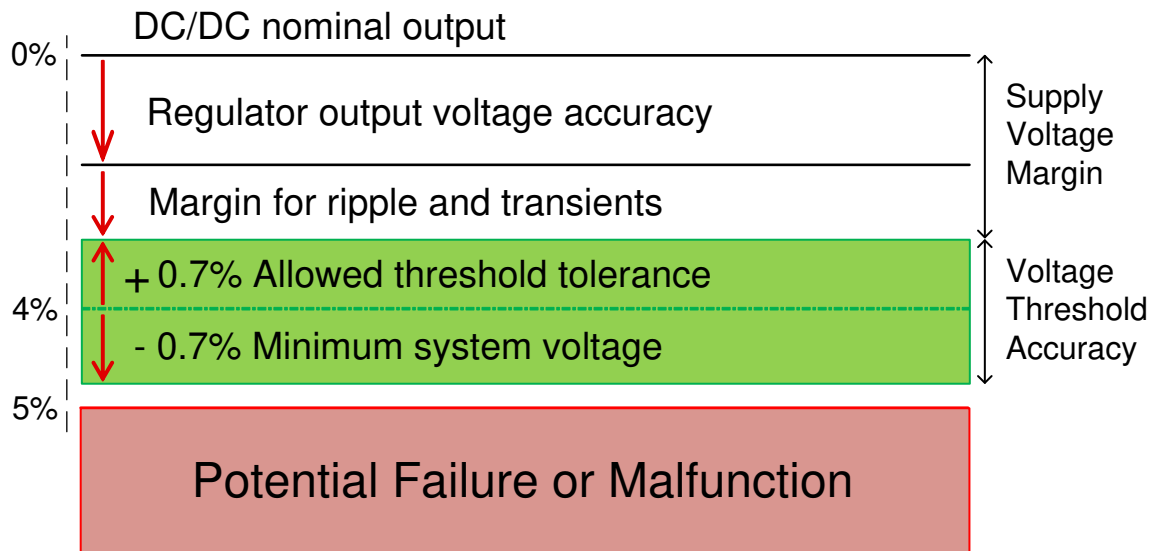 DC/DC nominal output
0%
Regulator output voltage accuracy
Supply
Voltage
Margin
Margin for ripple and transients
+ 0.7% Allowed threshold tolerance
4%
- 0.7% Minimum system voltage
Voltage
Threshold
Accuracy
5%
Potential Failure or Malfunction